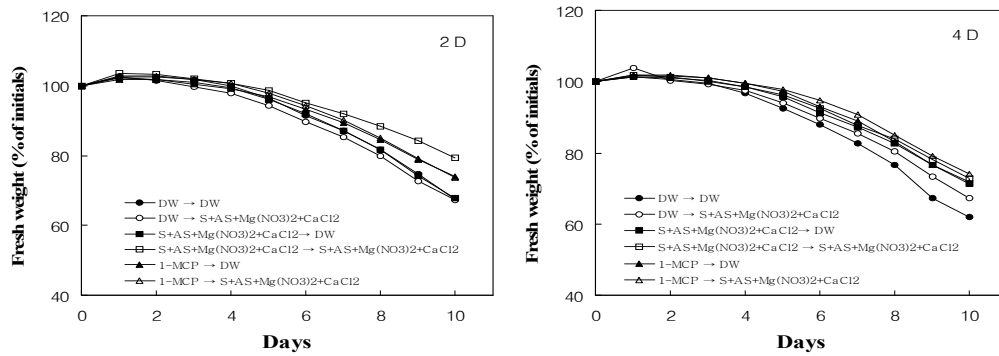 120
100
80
60
40
Fresh weight (% of initials)
2 D
DW → DW
DW → S+AS+Mg(NO3)2+CaCl2
S+AS+Mg(NO3)2+CaCl2→ DW
S+AS+Mg(NO3)2+CaCl2 → S+AS+Mg(NO3)2+CaCl2
1-MCP → DW
1-MCP → S+AS+Mg(NO3)2+CaCl2
0 2 4 6 8 10
Days
120
100
80
60
40
Fresh weight (% of initials)
4 D
DW → DW
DW → S+AS+Mg(NO3)2+CaCl2
S+AS+Mg(NO3)2+CaCl2→ DW
S+AS+Mg(NO3)2+CaCl2 → S+AS+Mg(NO3)2+CaCl2
1-MCP → DW
1-MCP → S+AS+Mg(NO3)2+CaCl2
0 2 4 6 8 10
Days